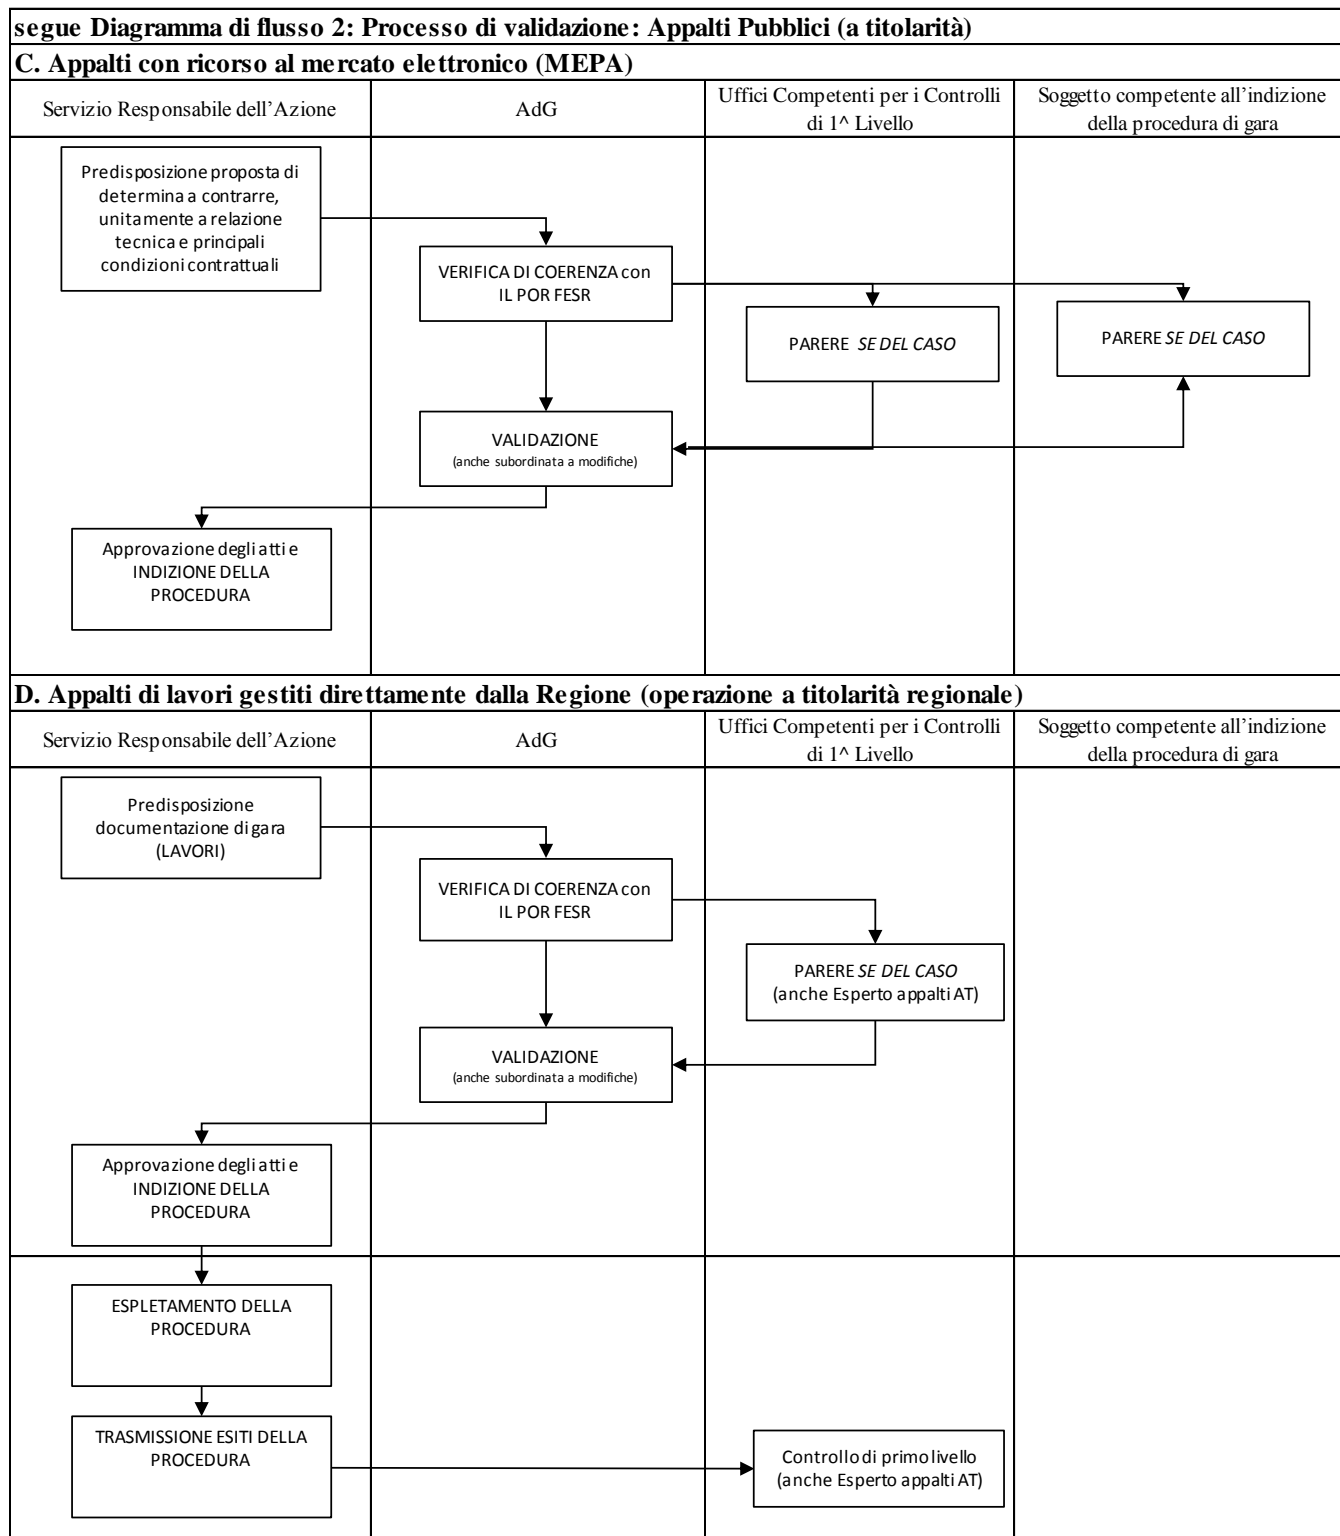 segue Diagramma di flusso 2: Processo di validazione: Appalti Pubblici (a titolarità)
C. Appalti con ricorso al mercato elettronico (MEPA)
Servizio Responsabile dell'Azione
AdG
Uffici Competenti per i Controlli
di 1^ Livello
Soggetto competente all'indizione
della procedura di gara
Predisposizione proposta di
determina a contrarre,
unitamente a relazione
tecnica e principali
condizioni contrattuali
VERIFICA DI COERENZA con
IL POR FESR
PARERE SE DEL CASO
PARERE SE DEL CASO
VALIDAZIONE
(anche subordinata a modifiche)
Approvazione degli atti e
INDIZIONE DELLA
PROCEDURA
D. Appalti di lavori gestiti direttamente dalla Regione (operazione a titolarità regionale)
Servizio Responsabile dell'Azione
AdG
Uffici Competenti per i Controlli
di 1^ Livello
Soggetto competente all'indizione
della procedura di gara
Predisposizione
documentazione di gara
(LAVORI)
VERIFICA DI COERENZA con
IL POR FESR
PARERE SE DEL CASO
(anche Esperto appalti AT)
VALIDAZIONE
(anche subordinata a modifiche)
Approvazione degli atti e
INDIZIONE DELLA
PROCEDURA
ESPLETAMENTO DELLA
PROCEDURA
TRASMISSIONE ESITI DELLA
PROCEDURA
Controllo di primo livello
(anche Esperto appalti AT)